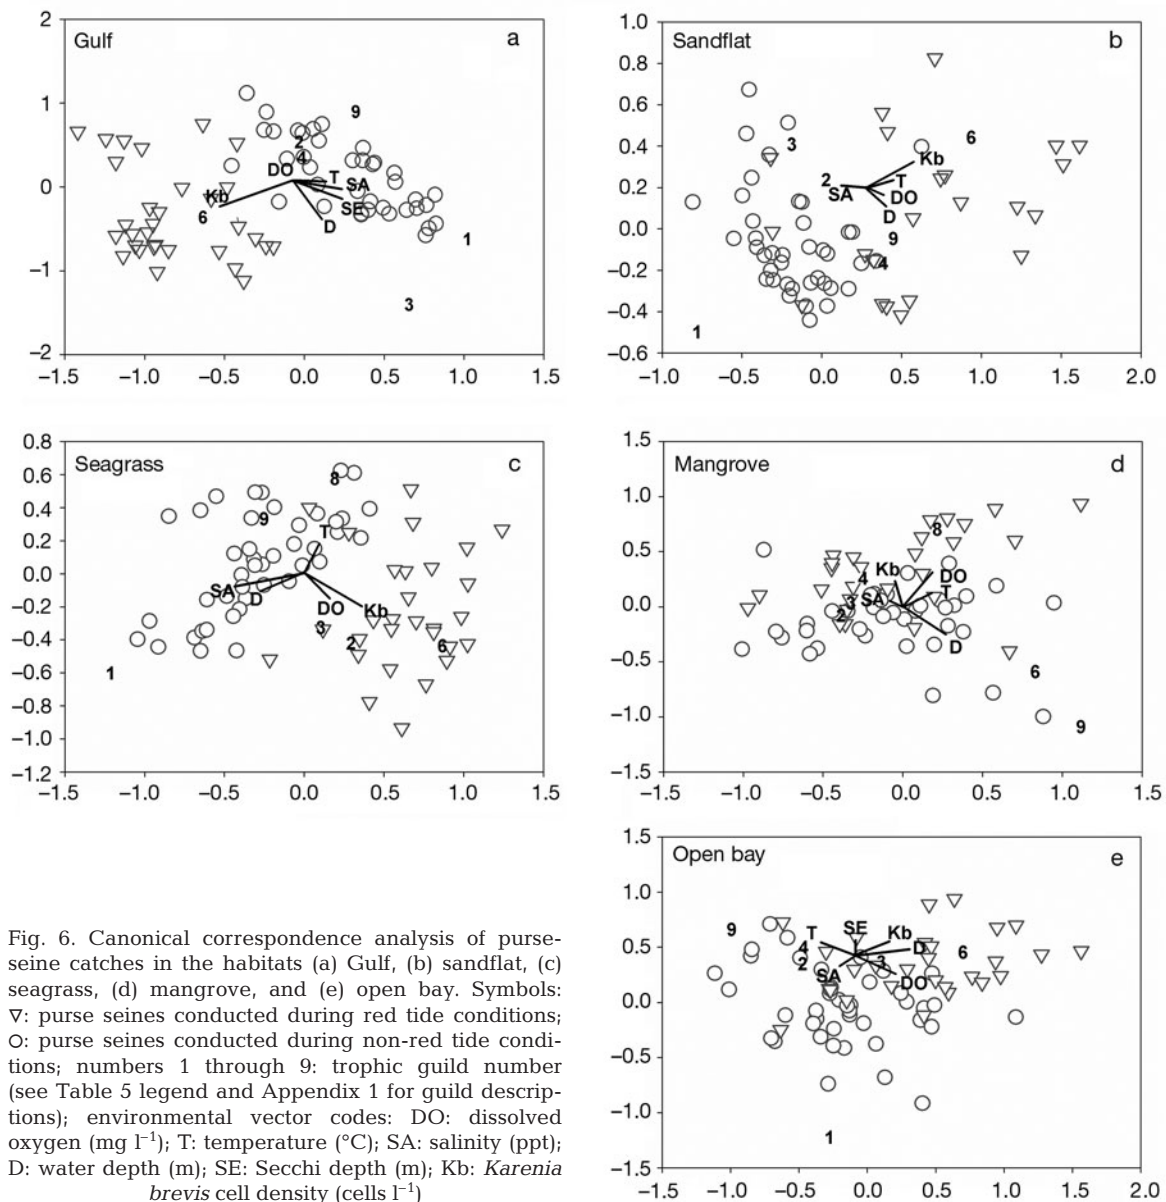 Gulf
a
2
1
0
−1
−2
9
2
4
DO
T
SA
Kb
SE
6
D
1
3
−1.5
−1.0
−0.5
0.0
0.5
1.0
1.5
Sandflat
b
1.0
0.8
0.6
0.4
0.2
0.0
−0.2
−0.4
−0.6
3
6
Kb
2
T
SA
DO
D
9
4
1
−1.0
−0.5
0.0
0.5
1.0
1.5
2.0
Seagrass
c
0.8
0.6
0.4
0.2
0.0
−0.2
−0.4
−0.6
−0.8
−1.0
−1.2
8
9
T
SA
D
DO
Kb
3
2
6
1
−1.5
−1.0
−0.5
0.0
0.5
1.0
1.5
Mangrove
d
1.5
1.0
0.5
0.0
−0.5
−1.0
−1.5
8
Kb
DO
4
T
3
SA
2
D
6
9
−1.5
−1.0
−0.5
0.0
0.5
1.0
1.5
Open bay
e
1.5
1.0
0.5
0.0
−0.5
−1.0
−1.5
9
T
SE
Kb
4
D
6
2
3
SA
DO
1
−1.5
−1.0
−0.5
0.0
0.5
1.0
1.5
2.0
Fig. 6. Canonical correspondence analysis of purse-
seine catches in the habitats (a) Gulf, (b) sandflat, (c)
seagrass, (d) mangrove, and (e) open bay. Symbols:
▽: purse seines conducted during red tide conditions;
O: purse seines conducted during non-red tide condi-
tions; numbers 1 through 9: trophic guild number
(see Table 5 legend and Appendix 1 for guild descrip-
tions); environmental vector codes: DO: dissolved
oxygen (mg l⁻¹); T: temperature (°C); SA: salinity (ppt);
D: water depth (m); SE: Secchi depth (m); Kb: Karenia
brevis cell density (cells l⁻¹)